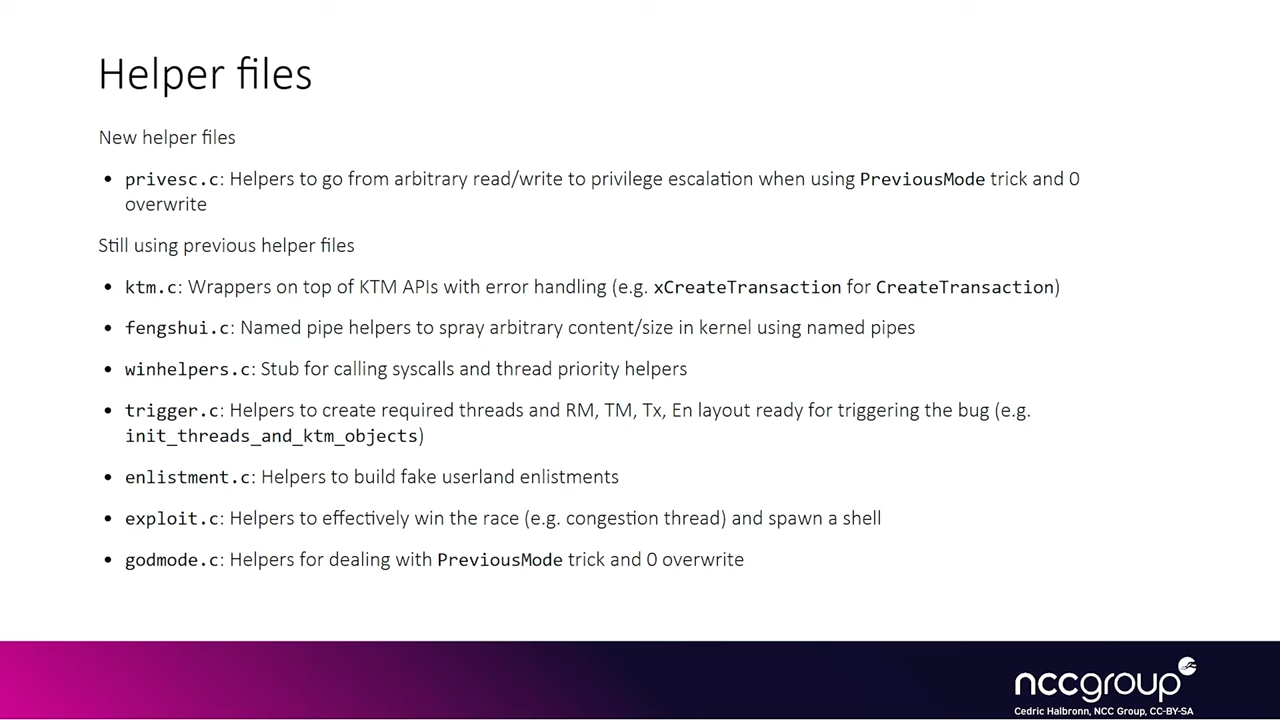 Helper files
New helper files
• privesc.c: Helpers to go from arbitrary read/write to privilege escalation when using PreviousMode trick and 0
overwrite
Still using previous helper files
• ktm.c: Wrappers on top of KTM APIs with error handling (e.g. xCreateTransaction for CreateTransaction)
• fengshui.c: Named pipe helpers to spray arbitrary content/size in kernel using named pipes
• winhelpers.c: Stub for calling syscalls and thread priority helpers
• trigger.c: Helpers to create required threads and RM, TM, Tx, En layout ready for triggering the bug (e.g.
init_threads_and_ktm_objects)
• enlistment.c: Helpers to build fake userland enlistments
• exploit.c: Helpers to effectively win the race (e.g. congestion thread) and spawn a shell
• godmode.c: Helpers for dealing with PreviousMode trick and 0 overwrite
nccgroup
Cedric Halbronn, NCC Group, CC-BY-SA